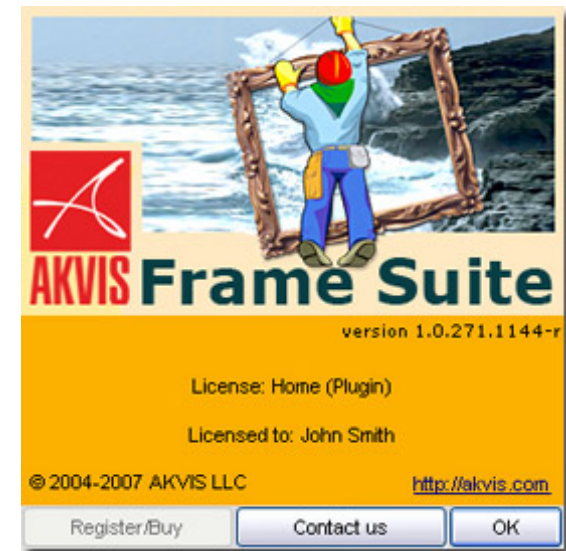 AKVIS Frame Suite
version 1.0.271.1144-r
License: Home (Plugin)
Licensed to: John Smith
© 2004-2007 AKVIS LLC http://akvis.com
Register/Buy Contact us OK